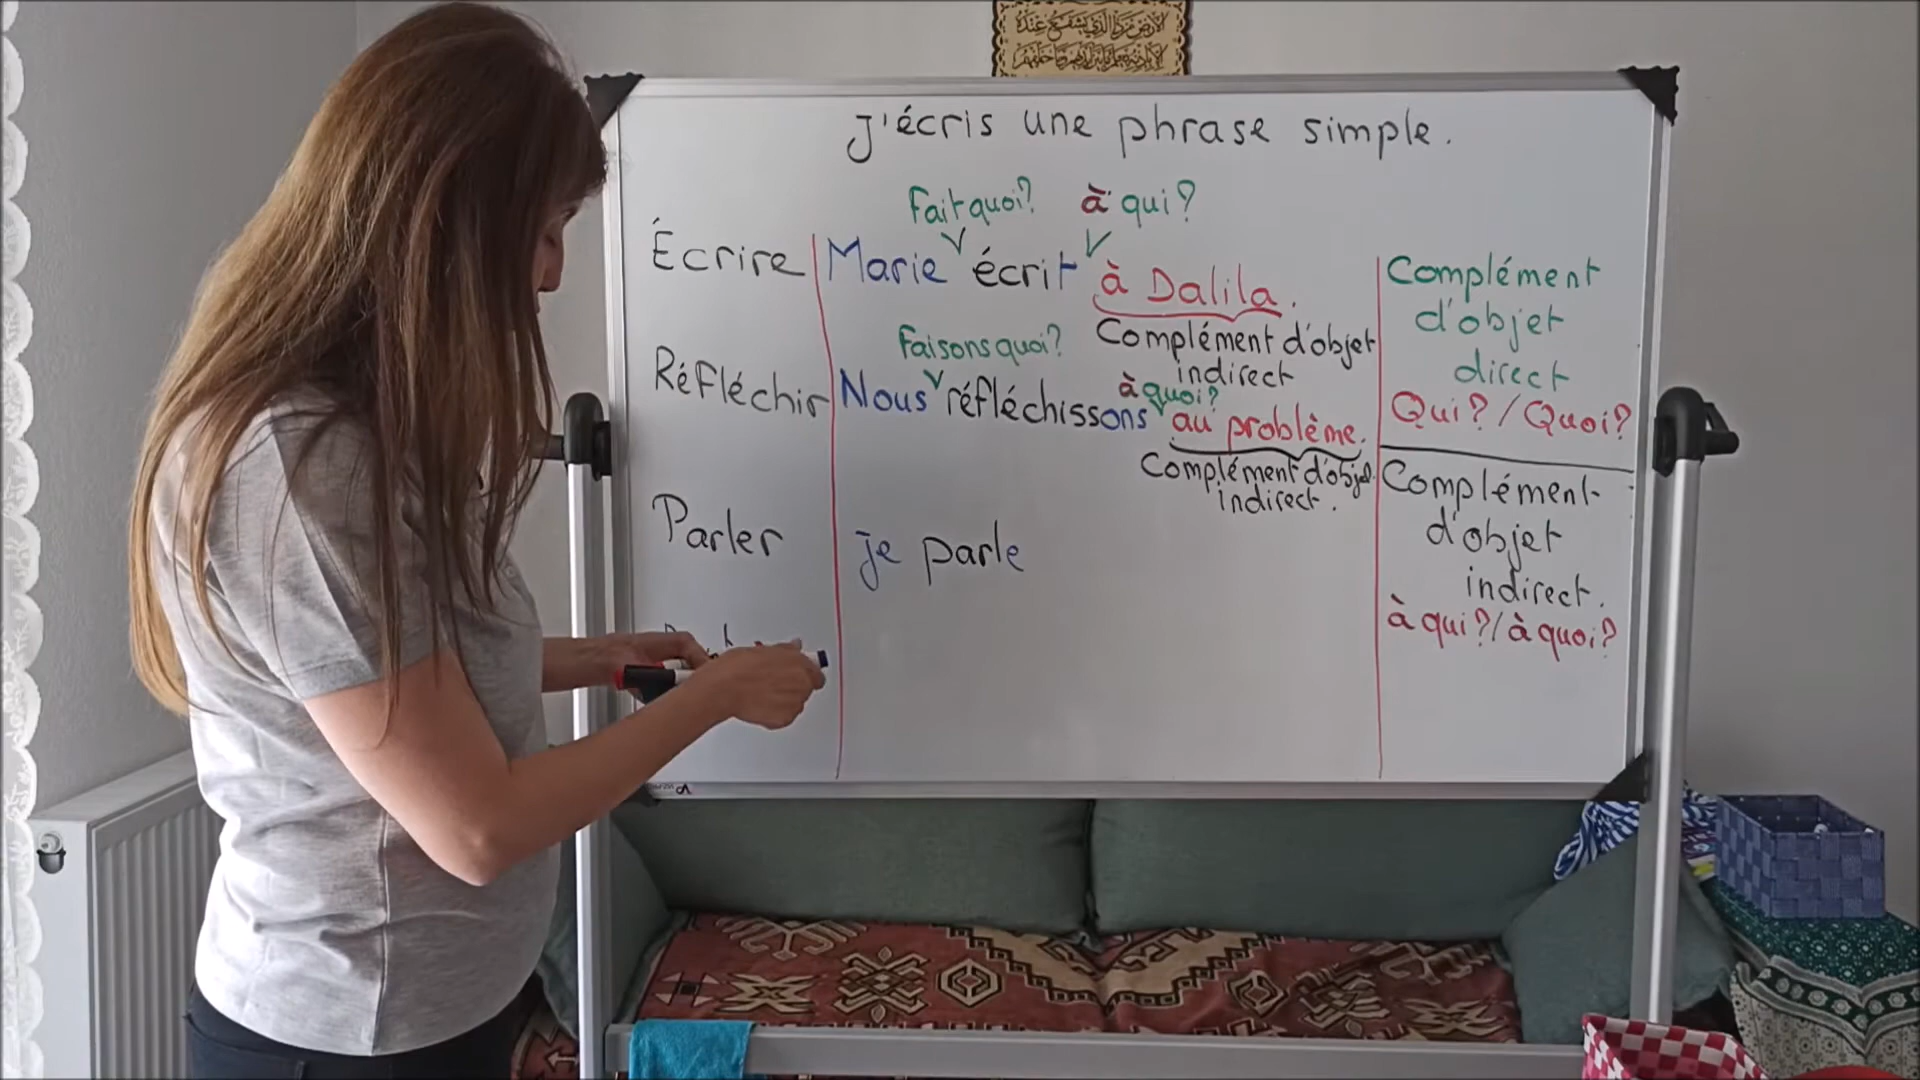 J'écris une phrase simple.
Fait quoi? à qui?
Écrire Marie écrit à Dalila.
Complément d'objet
indirect
Faisons quoi?
à quoi?
Réfléchir Nous réfléchissons au problème.
Complément d'objet
indirect.
Parler je parle
Complément
d'objet
direct
Qui? / Quoi?
Complément
d'objet
indirect.
à qui?/à quoi?